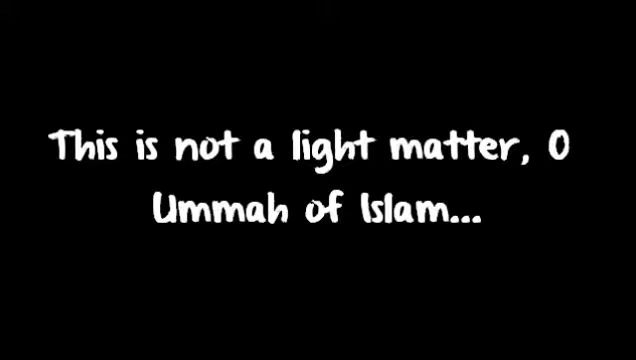 This is not a light matter, O
Ummah of Islam...